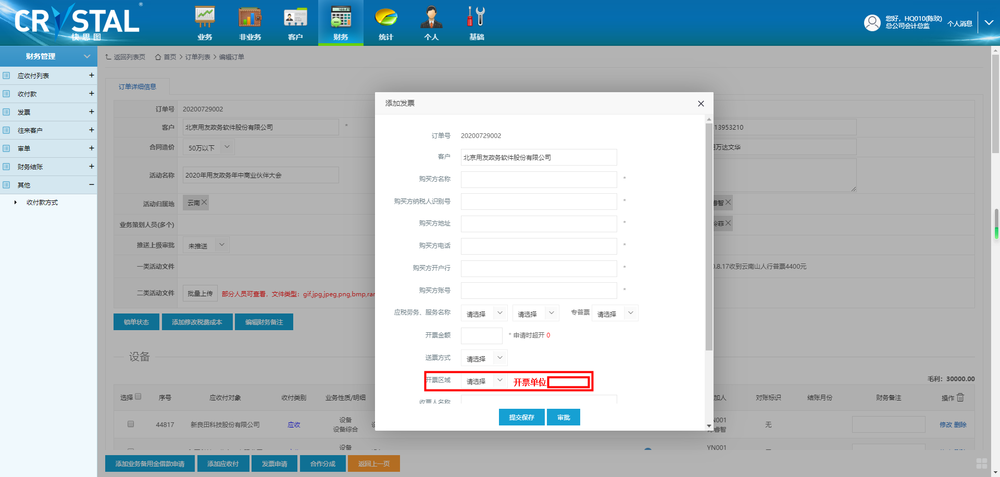 CRYSTAL
®
快思图
业务
非业务
客户
财务
统计
个人
基础
您好，HQ010(陈玟)
总公司会计总监
个人消息
财务管理
应收付列表 +
收付款 +
发票 +
往来客户 +
审单 +
财务结账 +
其他 −
收付款方式
返回列表页 首页 > 订单列表 > 编辑订单
订单详细信息
订单号 20200729002
客户 北京用友政务软件股份有限公司 *
13953210
合同造价 50万以下
万达文华
活动名称 2020年用友政务年中商业伙伴大会
活动归属地 云南
睿智
业务策划人员(多个)
菲
推送上级审批 未推送
一类活动文件
.8.17收到云南山人行普票4400元
二类活动文件 批量上传 部分人员可查看，文件类型：gif,jpg,jpeg,png,bmp,rar
锁单状态 添加修改税费成本 编辑财务备注
设备
毛利：30000.00
选择 序号 应收付对象 收付类别 业务性质/明细
加人 对账标识 结账月份 财务备注 操作
44817 新良田科技股份有限公司 应收 设备
设备综合
N001
睿智
无
修改 删除
设备
YN001
添加发票
订单号 20200729002
客户 北京用友政务软件股份有限公司
购买方名称 *
购买方纳税人识别号 *
购买方地址 *
购买方电话 *
购买方开户行 *
购买方账号 *
应税劳务、服务名称 请选择 请选择 专普票 请选择
开票金额 * 申请时超开 0
送票方式 请选择
开票区域 请选择 开票单位
收票人名称
提交保存 审批
添加业务备用金借款申请 添加应收付 发票申请 合作分成 返回上一页